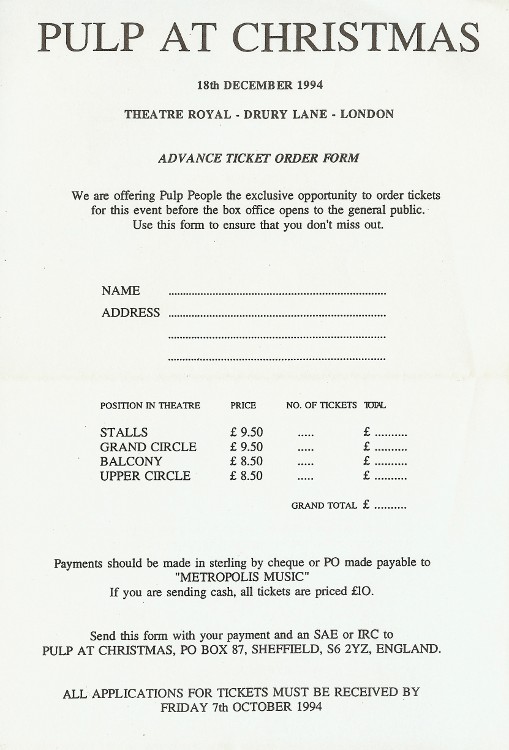 PULP AT CHRISTMAS
18th DECEMBER 1994
THEATRE ROYAL - DRURY LANE - LONDON
ADVANCE TICKET ORDER FORM
We are offering Pulp People the exclusive opportunity to order tickets
for this event before the box office opens to the general public.
Use this form to ensure that you don't miss out.
NAME ................................................................
ADDRESS ................................................................
................................................................
................................................................
POSITION IN THEATRE PRICE NO. OF TICKETS TOTAL
STALLS £ 9.50 ..... £ ..........
GRAND CIRCLE £ 9.50 ..... £ ..........
BALCONY £ 8.50 ..... £ ..........
UPPER CIRCLE £ 8.50 ..... £ ..........
GRAND TOTAL £ ..........
Payments should be made in sterling by cheque or PO made payable to
"METROPOLIS MUSIC"
If you are sending cash, all tickets are priced £10.
Send this form with your payment and an SAE or IRC to
PULP AT CHRISTMAS, PO BOX 87, SHEFFIELD, S6 2YZ, ENGLAND.
ALL APPLICATIONS FOR TICKETS MUST BE RECEIVED BY
FRIDAY 7th OCTOBER 1994